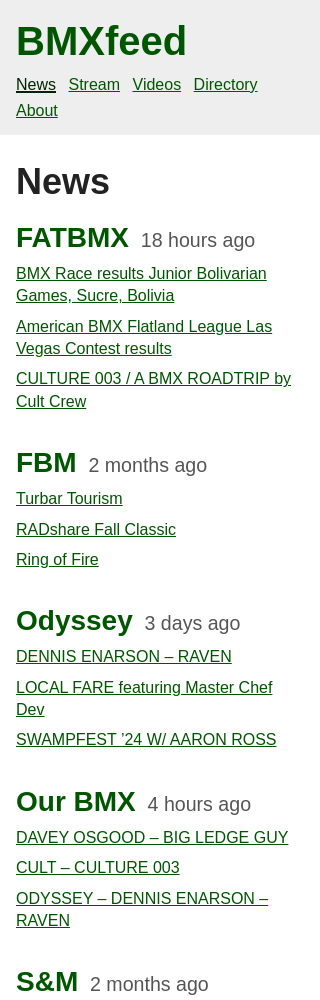 BMXfeed
News Stream Videos Directory
About
News
FATBMX 18 hours ago
BMX Race results Junior Bolivarian
Games, Sucre, Bolivia
American BMX Flatland League Las
Vegas Contest results
CULTURE 003 / A BMX ROADTRIP by
Cult Crew
FBM 2 months ago
Turbar Tourism
RADshare Fall Classic
Ring of Fire
Odyssey 3 days ago
DENNIS ENARSON – RAVEN
LOCAL FARE featuring Master Chef
Dev
SWAMPFEST ’24 W/ AARON ROSS
Our BMX 4 hours ago
DAVEY OSGOOD – BIG LEDGE GUY
CULT – CULTURE 003
ODYSSEY – DENNIS ENARSON –
RAVEN
S&M 2 months ago